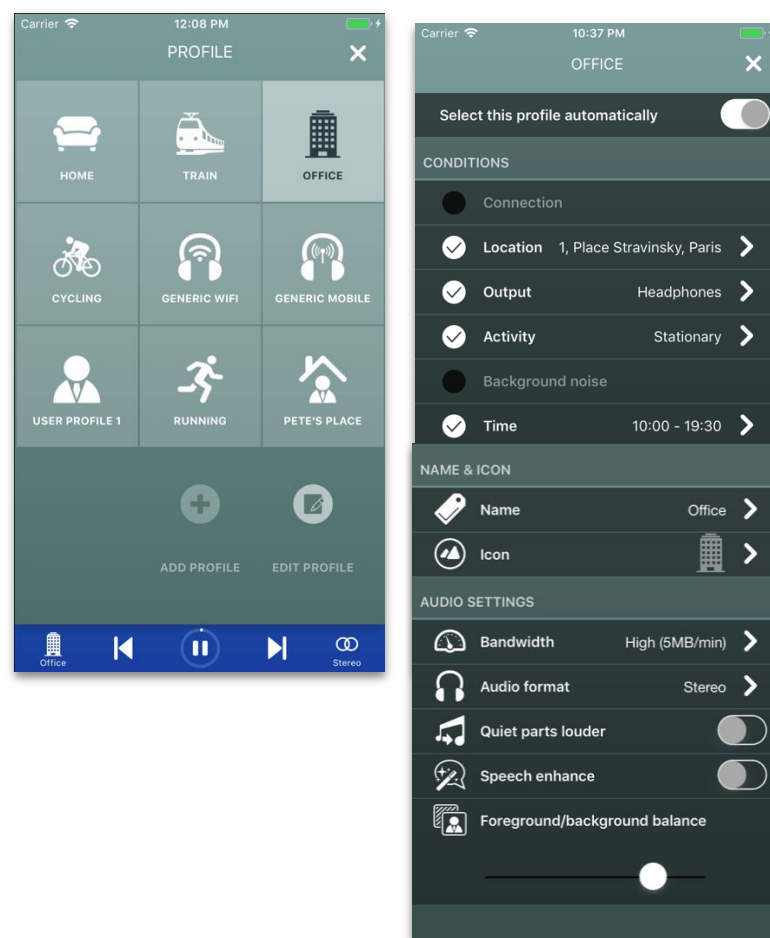 Carrier 12:08 PM
PROFILE
HOME TRAIN OFFICE
CYCLING GENERIC WIFI GENERIC MOBILE
USER PROFILE 1 RUNNING PETE'S PLACE
ADD PROFILE EDIT PROFILE
Office Stereo
Carrier 10:37 PM
OFFICE
Select this profile automatically
CONDITIONS
Connection
Location 1, Place Stravinsky, Paris
Output Headphones
Activity Stationary
Background noise
Time 10:00 - 19:30
NAME & ICON
Name Office
Icon
AUDIO SETTINGS
Bandwidth High (5MB/min)
Audio format Stereo
Quiet parts louder
Speech enhance
Foreground/background balance